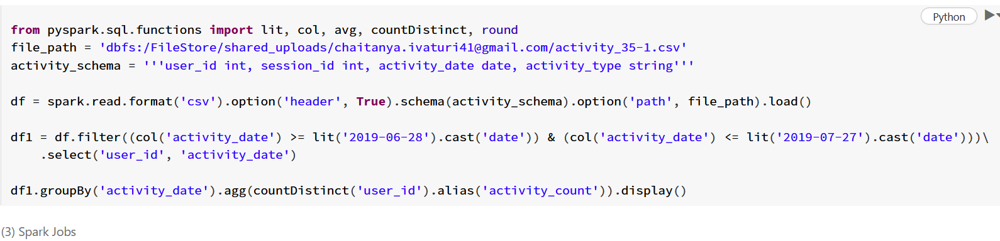 Python
from pyspark.sql.functions import lit, col, avg, countDistinct, round
file_path = 'dbfs:/FileStore/shared_uploads/chaitanya.ivaturi41@gmail.com/activity_35-1.csv'
activity_schema = '''user_id int, session_id int, activity_date date, activity_type string'''
df = spark.read.format('csv').option('header', True).schema(activity_schema).option('path', file_path).load()
df1 = df.filter((col('activity_date') >= lit('2019-06-28').cast('date')) & (col('activity_date') <= lit('2019-07-27').cast('date')))\
    .select('user_id', 'activity_date')
df1.groupBy('activity_date').agg(countDistinct('user_id').alias('activity_count')).display()
(3) Spark Jobs